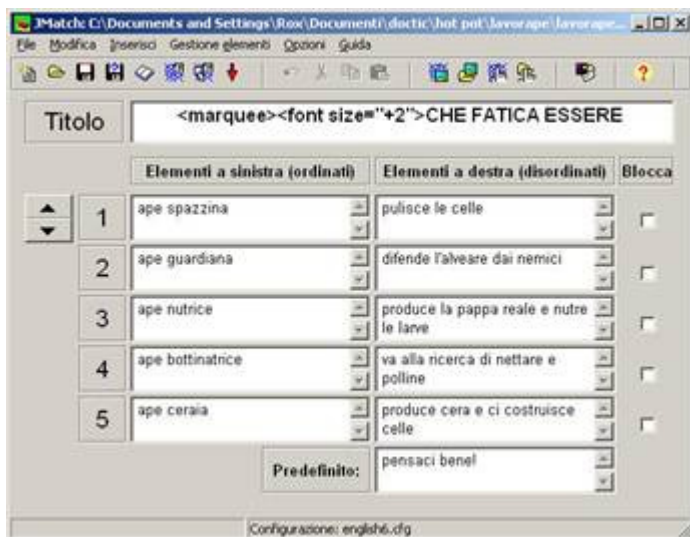 JMatch: C:\Documents and Settings\Rox\Documenti\doctic\hot pot\lavorape\lavorape...
File Modifica Inserisci Gestione elementi Opzioni Guida
Titolo <marquee><font size="+2">CHE FATICA ESSERE
Elementi a sinistra (ordinati) Elementi a destra (disordinati) Blocca
1 ape spazzina pulisce le celle
2 ape guardiana difende l'alveare dai nemici
3 ape nutrice produce la pappa reale e nutre
le larve
4 ape bottinatrice va alla ricerca di nettare e
polline
5 ape ceraia produce cera e ci costruisce
celle
Predefinito: pensaci bene!
Configurazione: english6.cfg